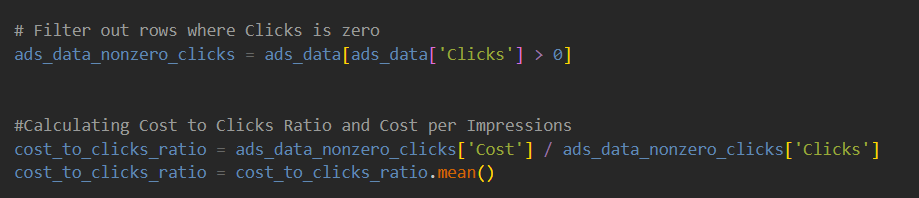 # Filter out rows where Clicks is zero
ads_data_nonzero_clicks = ads_data[ads_data['Clicks'] > 0]
#Calculating Cost to Clicks Ratio and Cost per Impressions
cost_to_clicks_ratio = ads_data_nonzero_clicks['Cost'] / ads_data_nonzero_clicks['Clicks']
cost_to_clicks_ratio = cost_to_clicks_ratio.mean()